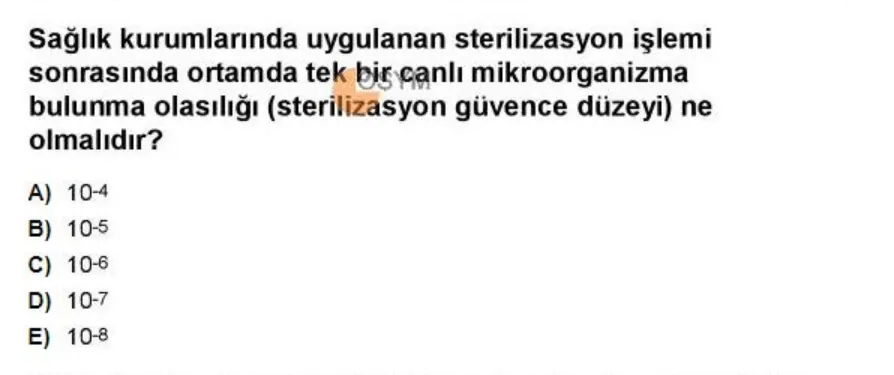 Sağlık kurumlarında uygulanan sterilizasyon işlemi
sonrasında ortamda tek bir canlı mikroorganizma
bulunma olasılığı (sterilizasyon güvence düzeyi) ne
olmalıdır?
ÖSYM
A) 10-4
B) 10-5
C) 10-6
D) 10-7
E) 10-8